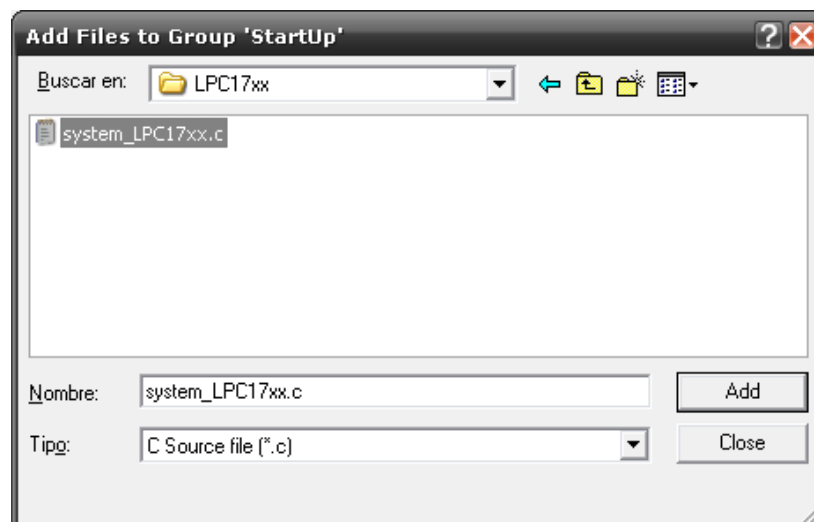 Add Files to Group 'StartUp'
Buscar en: LPC17xx
system_LPC17xx.c
Nombre: system_LPC17xx.c Add
Tipo: C Source file (*.c) Close